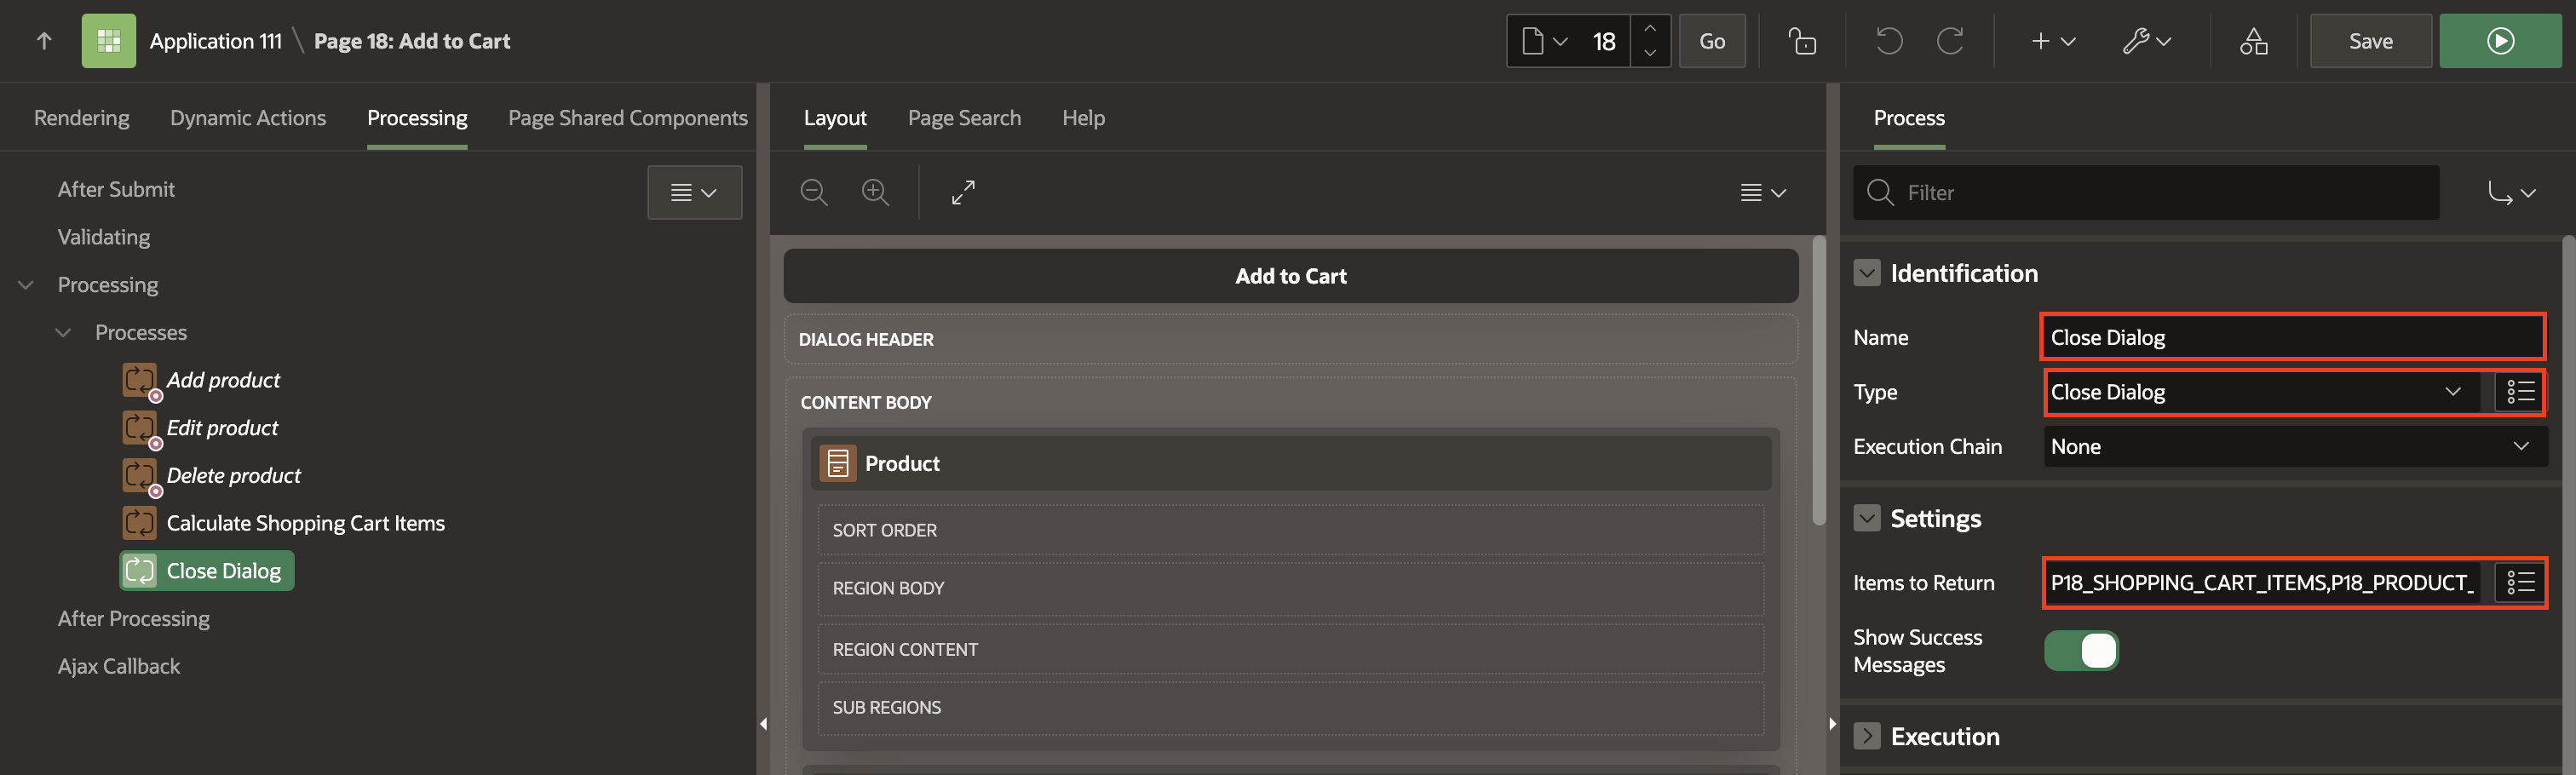 Application 111 \ Page 18: Add to Cart
18
Go
Save
Rendering
Dynamic Actions
Processing
Page Shared Components
After Submit
Validating
Processing
Processes
Add product
Edit product
Delete product
Calculate Shopping Cart Items
Close Dialog
After Processing
Ajax Callback
Layout
Page Search
Help
Add to Cart
DIALOG HEADER
CONTENT BODY
Product
SORT ORDER
REGION BODY
REGION CONTENT
SUB REGIONS
Process
Filter
Identification
Name
Close Dialog
Type
Close Dialog
Execution Chain
None
Settings
Items to Return
P18_SHOPPING_CART_ITEMS,P18_PRODUCT_
Show Success
Messages
Execution